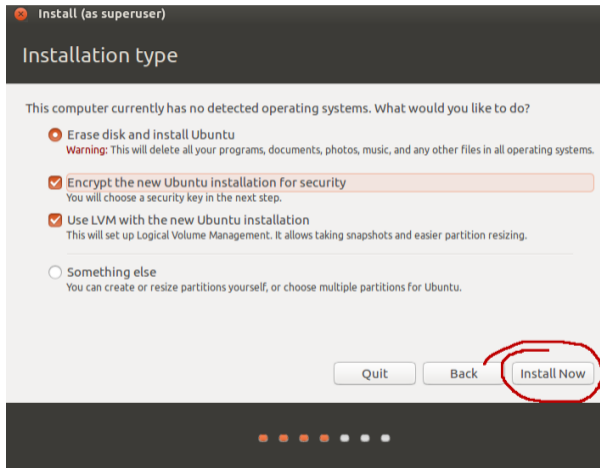 Install (as superuser)
Installation type
This computer currently has no detected operating systems. What would you like to do?
Erase disk and install Ubuntu
Warning: This will delete all your programs, documents, photos, music, and any other files in all operating systems.
Encrypt the new Ubuntu installation for security
You will choose a security key in the next step.
Use LVM with the new Ubuntu installation
This will set up Logical Volume Management. It allows taking snapshots and easier partition resizing.
Something else
You can create or resize partitions yourself, or choose multiple partitions for Ubuntu.
Quit Back Install Now